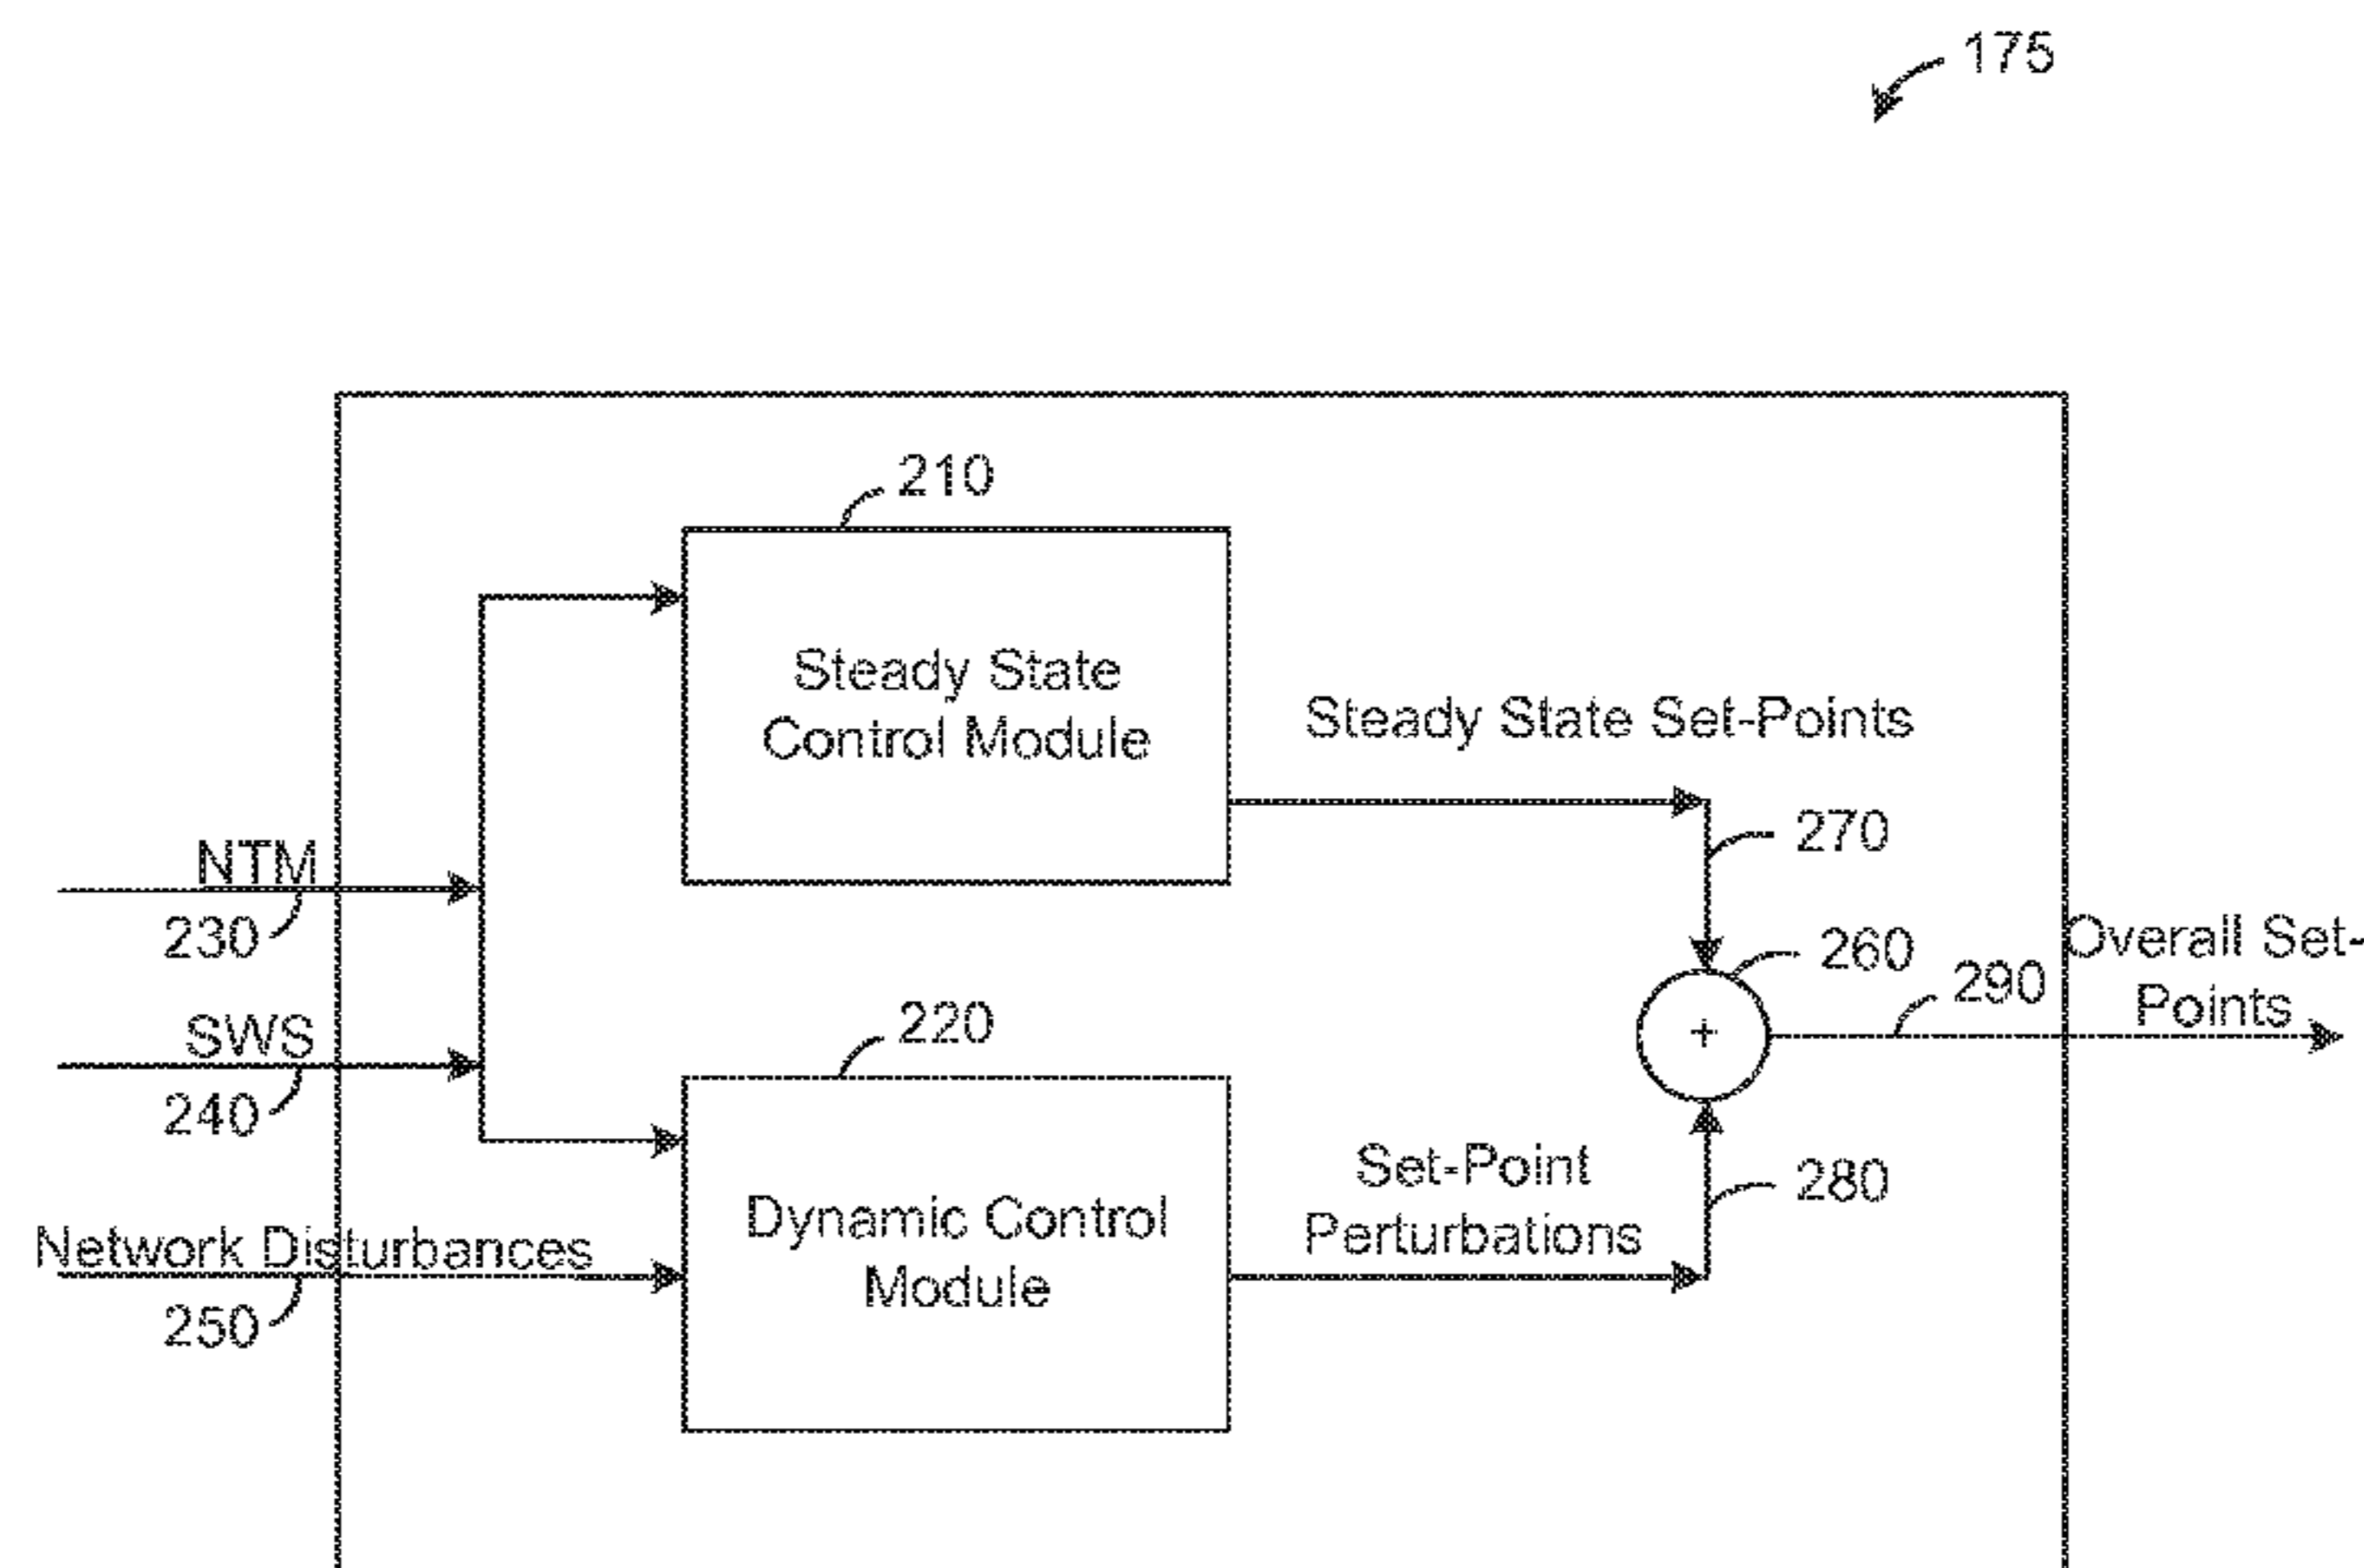 175
210
Steady State
Control Module
Steady State Set-Points
270
NTM
230
260
Overall Set-
290
Points
SWS
240
220
+
Set-Point
Perturbations
280
Dynamic Control
Module
Network Disturbances
250